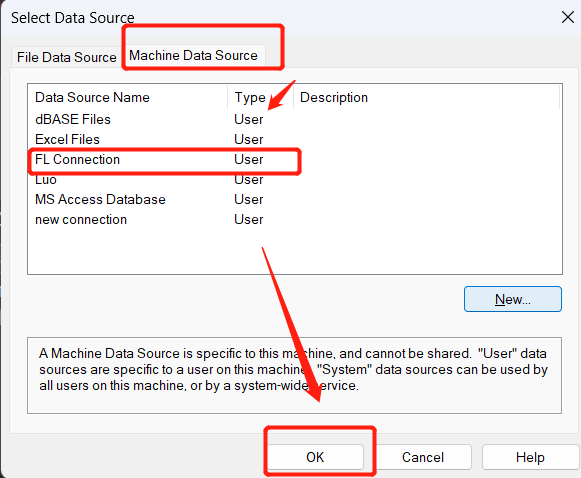 Select Data Source
File Data Source Machine Data Source
Data Source Name Type Description
dBASE Files User
Excel Files User
FL Connection User
Luo User
MS Access Database User
new connection User
New...
A Machine Data Source is specific to this machine, and cannot be shared. "User" data
sources are specific to a user on this machine. "System" data sources can be used by
all users on this machine, or by a system-wide service.
OK Cancel Help